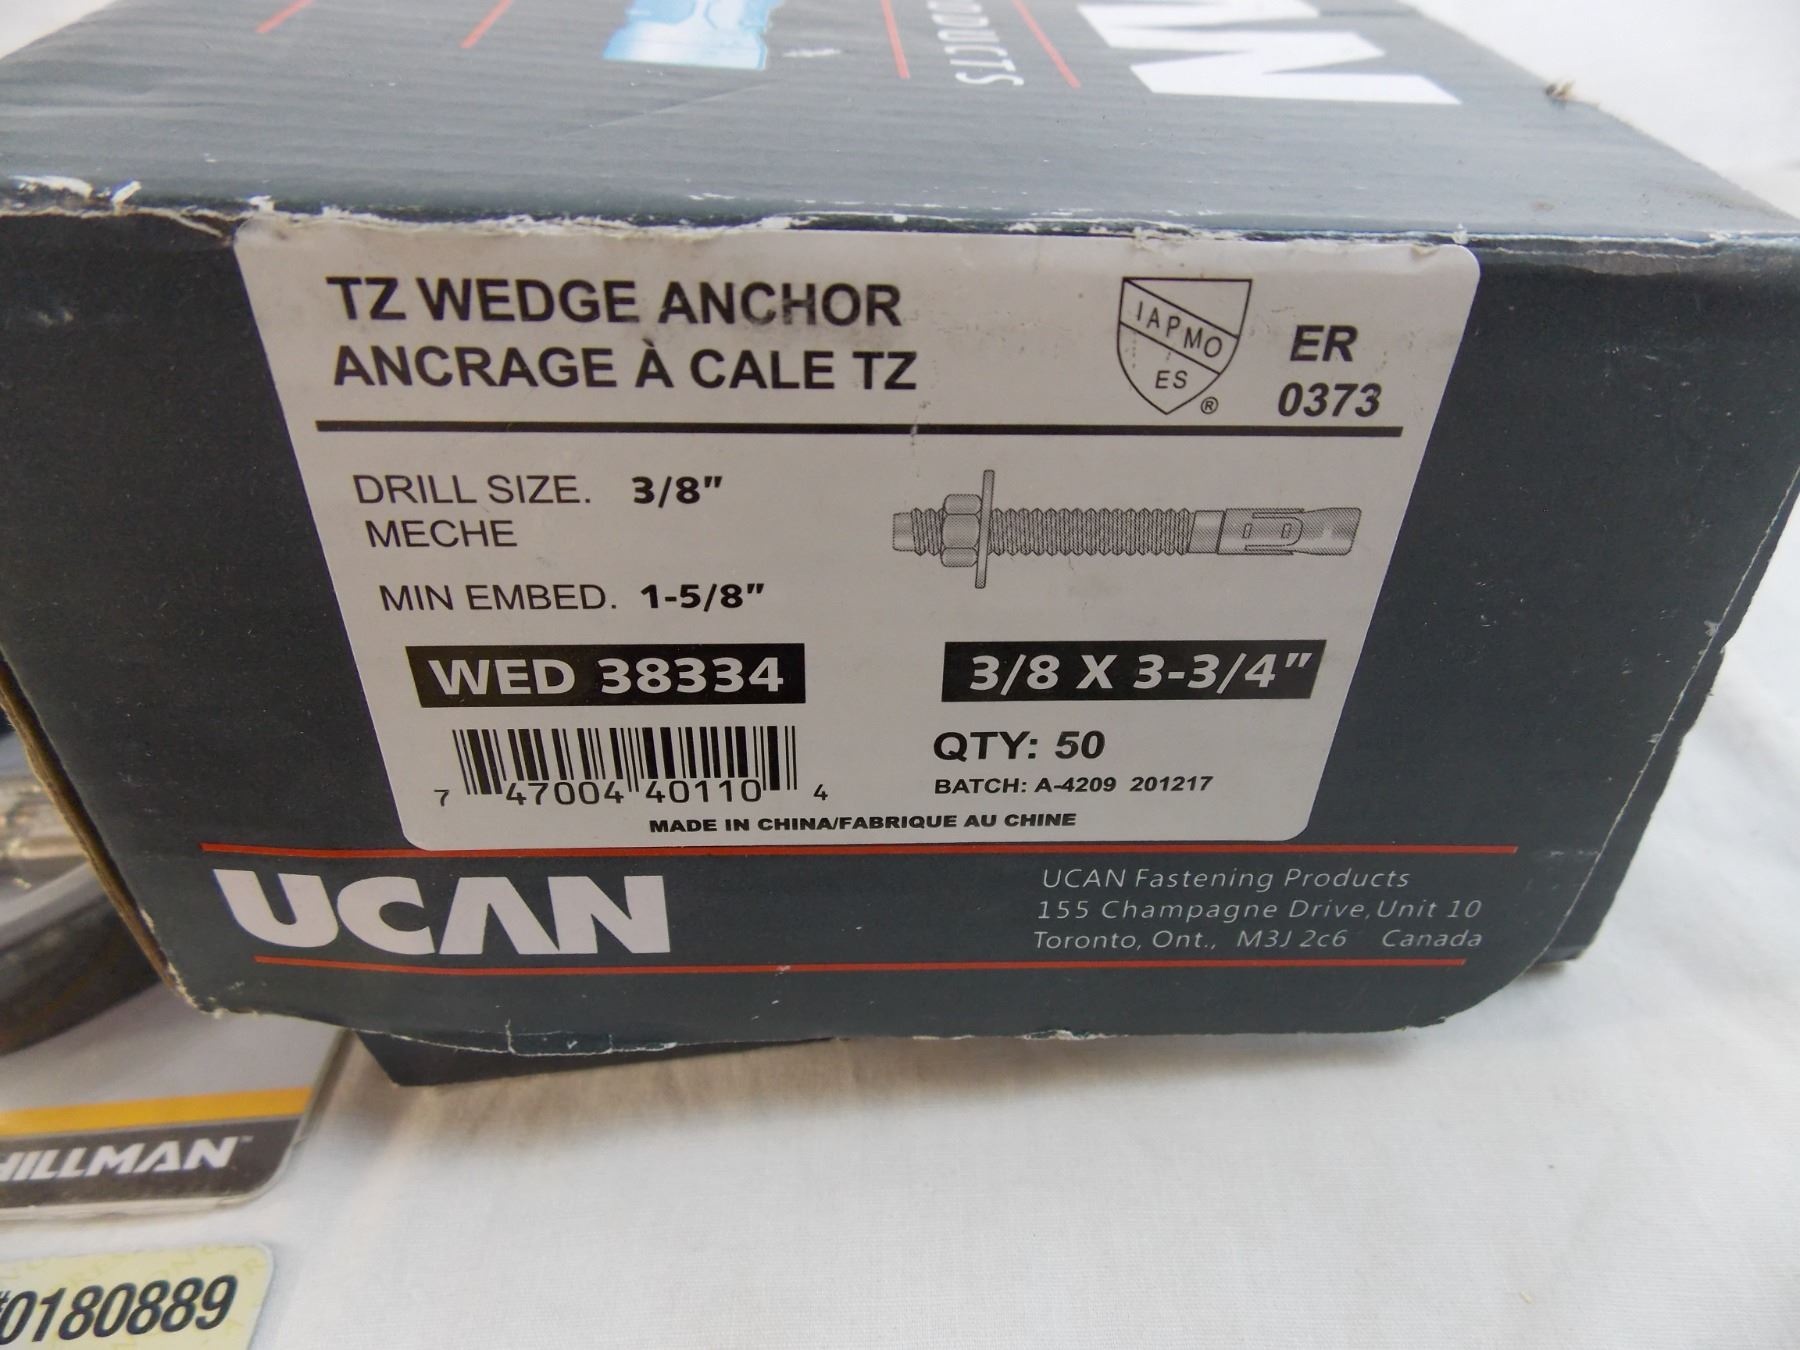 TZ WEDGE ANCHOR
ANCRAGE À CALE TZ
IAPMO
ES
®
ER
0373
DRILL SIZE. 3/8"
MECHE
MIN EMBED. 1-5/8"
WED 38334
3/8 X 3-3/4"
7 47004 40110 4
QTY: 50
BATCH: A-4209 201217
MADE IN CHINA/FABRIQUE AU CHINE
UCAN
UCAN Fastening Products
155 Champagne Drive, Unit 10
Toronto, Ont., M3J 2c6 Canada
HILLMAN™
#0180889